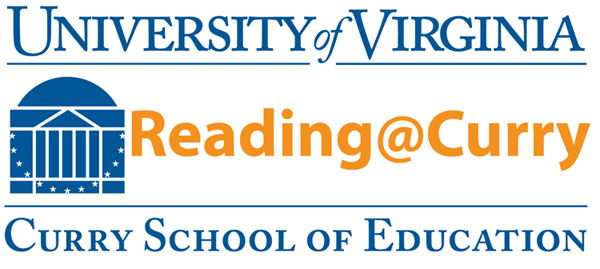 University of Virginia
Reading@Curry
Curry School of Education